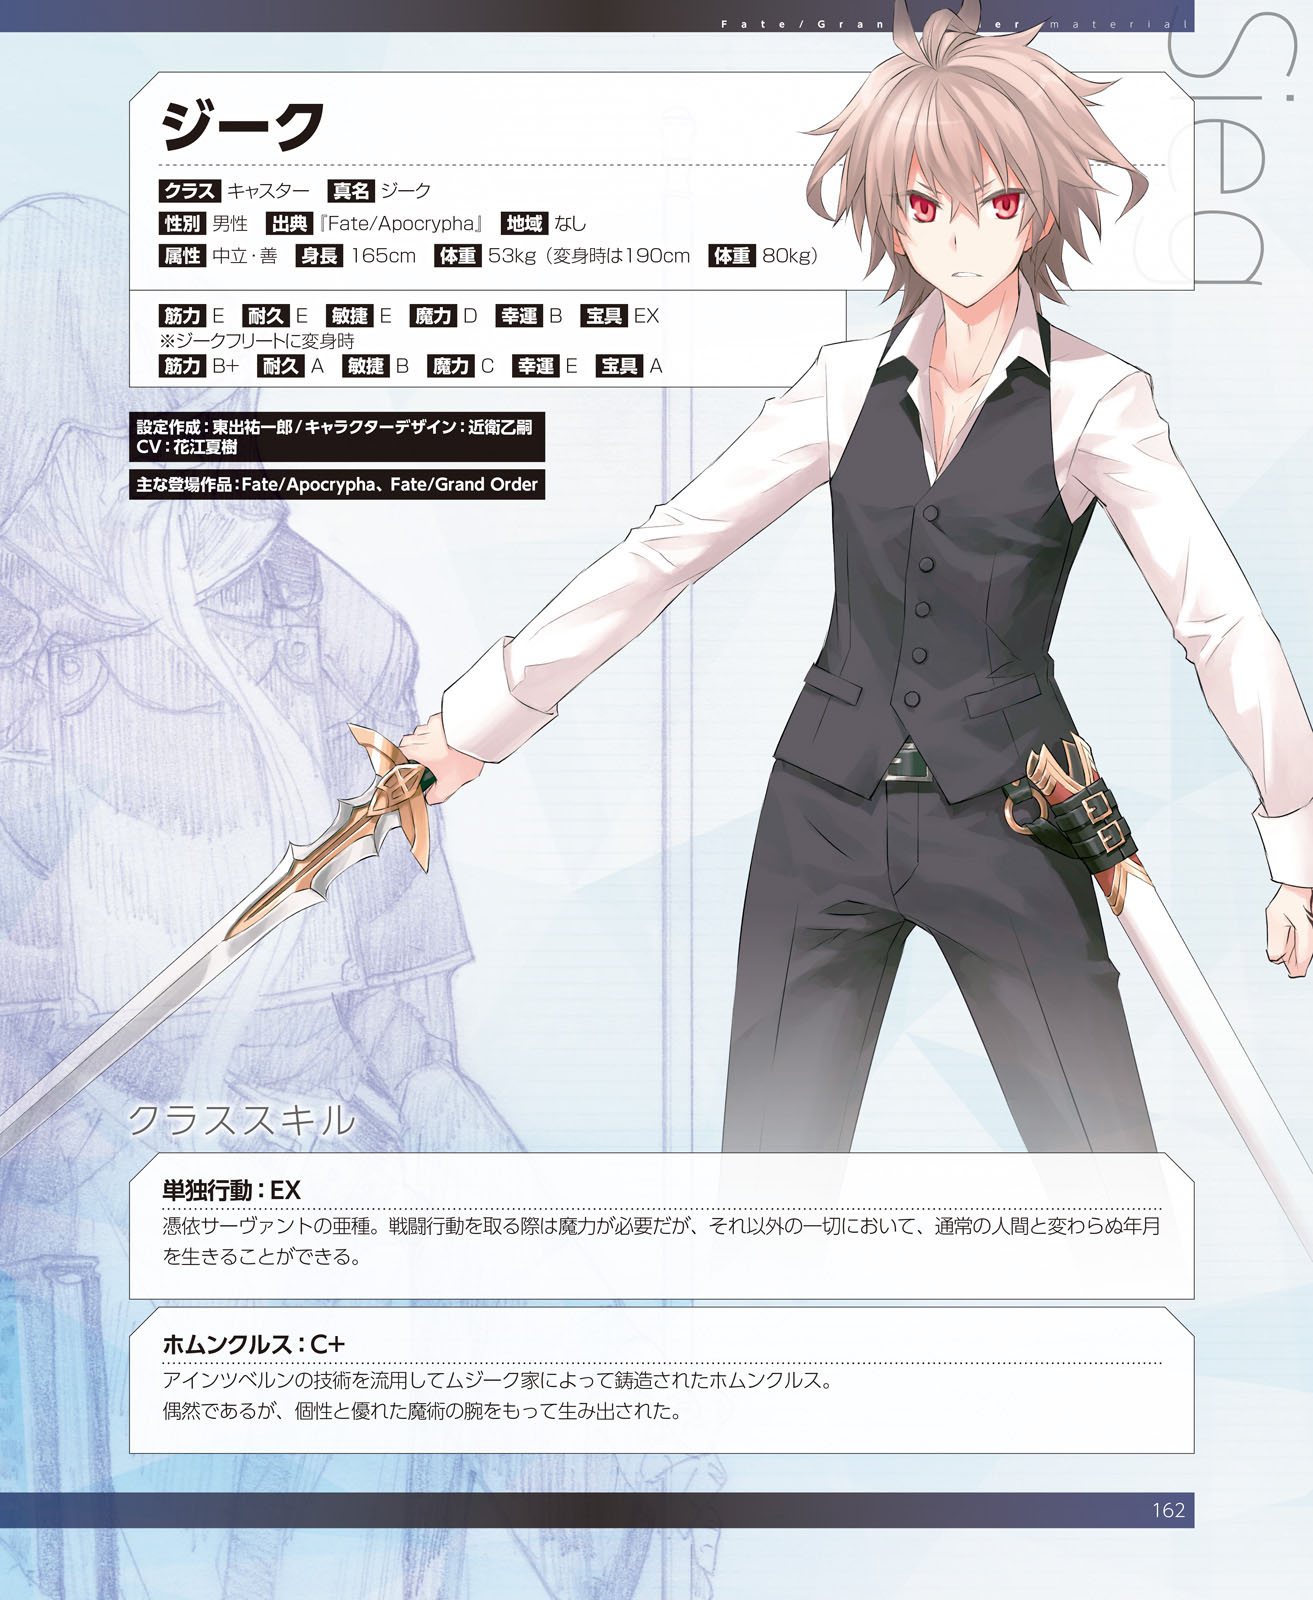 Fate/Gran er material
Sieg
ジーク
クラス キャスター 真名 ジーク
性別 男性 出典 『Fate/Apocrypha』 地域 なし
属性 中立・善 身長 165cm 体重 53kg（変身時は190cm 体重 80kg）
筋力 E 耐久 E 敏捷 E 魔力 D 幸運 B 宝具 EX
※ジークフリートに変身時
筋力 B+ 耐久 A 敏捷 B 魔力 C 幸運 E 宝具 A
設定作成：東出祐一郎 / キャラクターデザイン：近衛乙嗣
CV：花江夏樹
主な登場作品：Fate/Apocrypha、Fate/Grand Order
クラススキル
単独行動：EX
憑依サーヴァントの亜種。戦闘行動を取る際は魔力が必要だが、それ以外の一切において、通常の人間と変わらぬ年月
を生きることができる。
ホムンクルス：C+
アインツベルンの技術を流用してムジーク家によって鋳造されたホムンクルス。
偶然であるが、個性と優れた魔術の腕をもって生み出された。
162